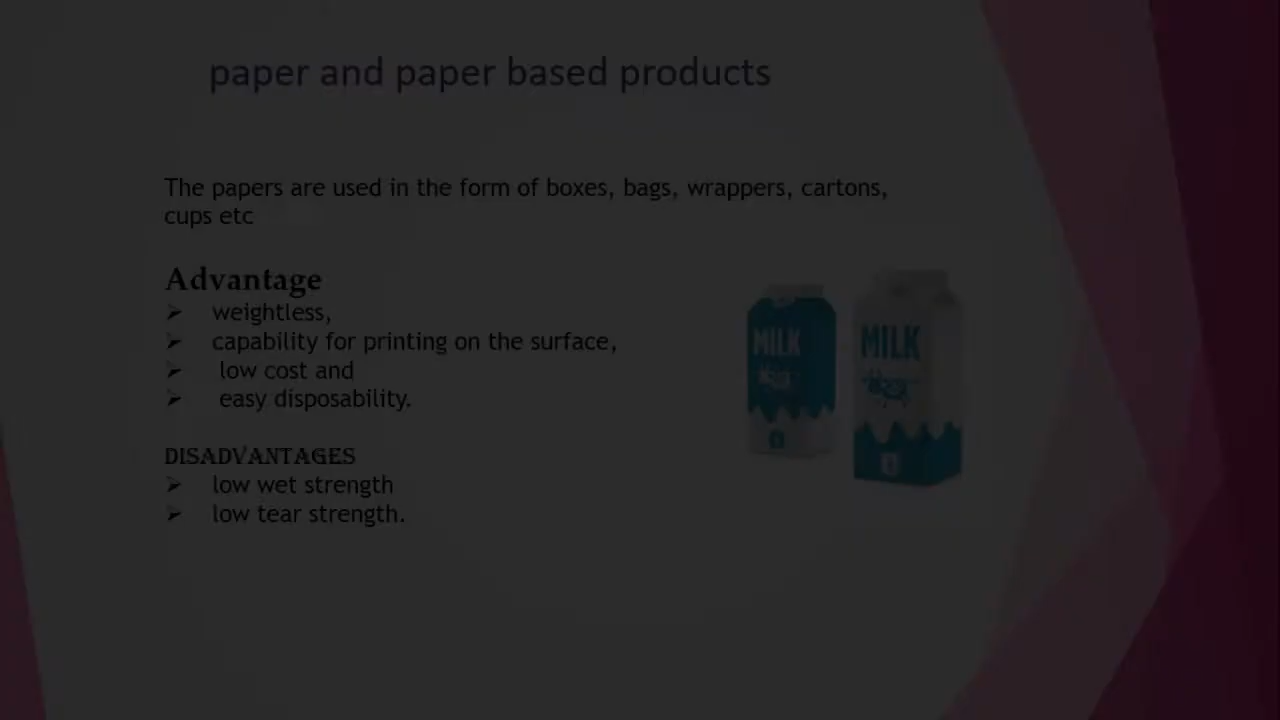 paper and paper based products
The papers are used in the form of boxes, bags, wrappers, cartons,
cups etc
Advantage
➢ weightless,
➢ capability for printing on the surface,
➢ low cost and
➢ easy disposability.
DISADVANTAGES
➢ low wet strength
➢ low tear strength.
MILK
MILK